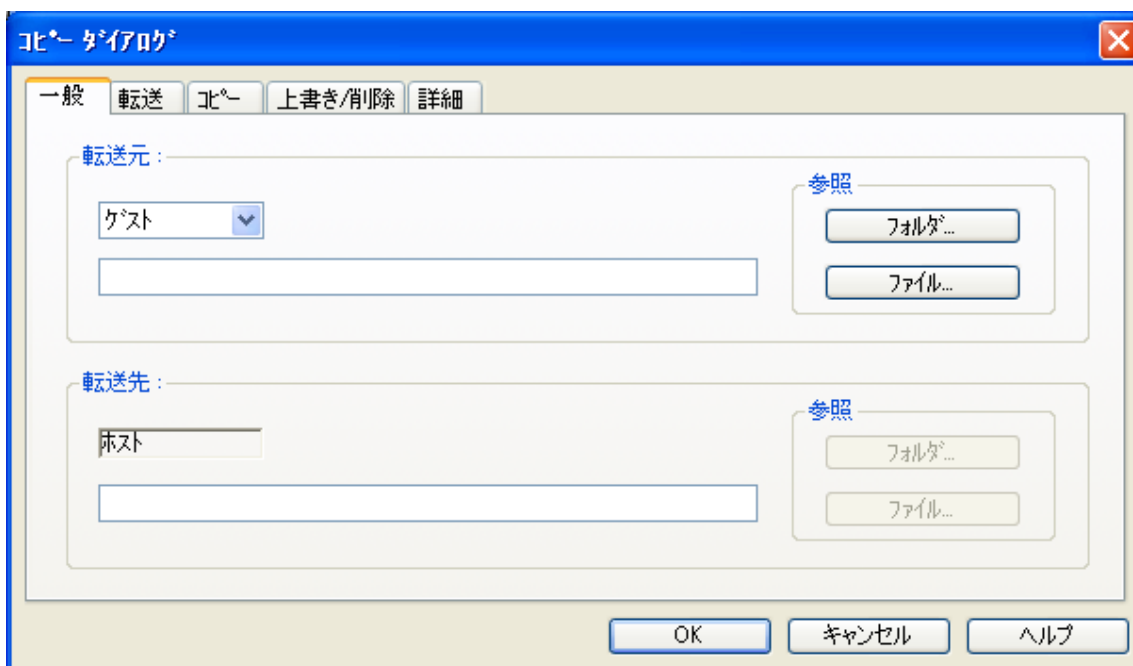 ｺﾋﾟｰ ﾀﾞｲｱﾛｸﾞ
一般 転送 ｺﾋﾟｰ 上書き/削除 詳細
転送元：
参照
ｹﾞｽﾄ
フォルダ...
ファイル...
転送先：
参照
ホスト
フォルダ...
ファイル...
OK キャンセル ヘルプ